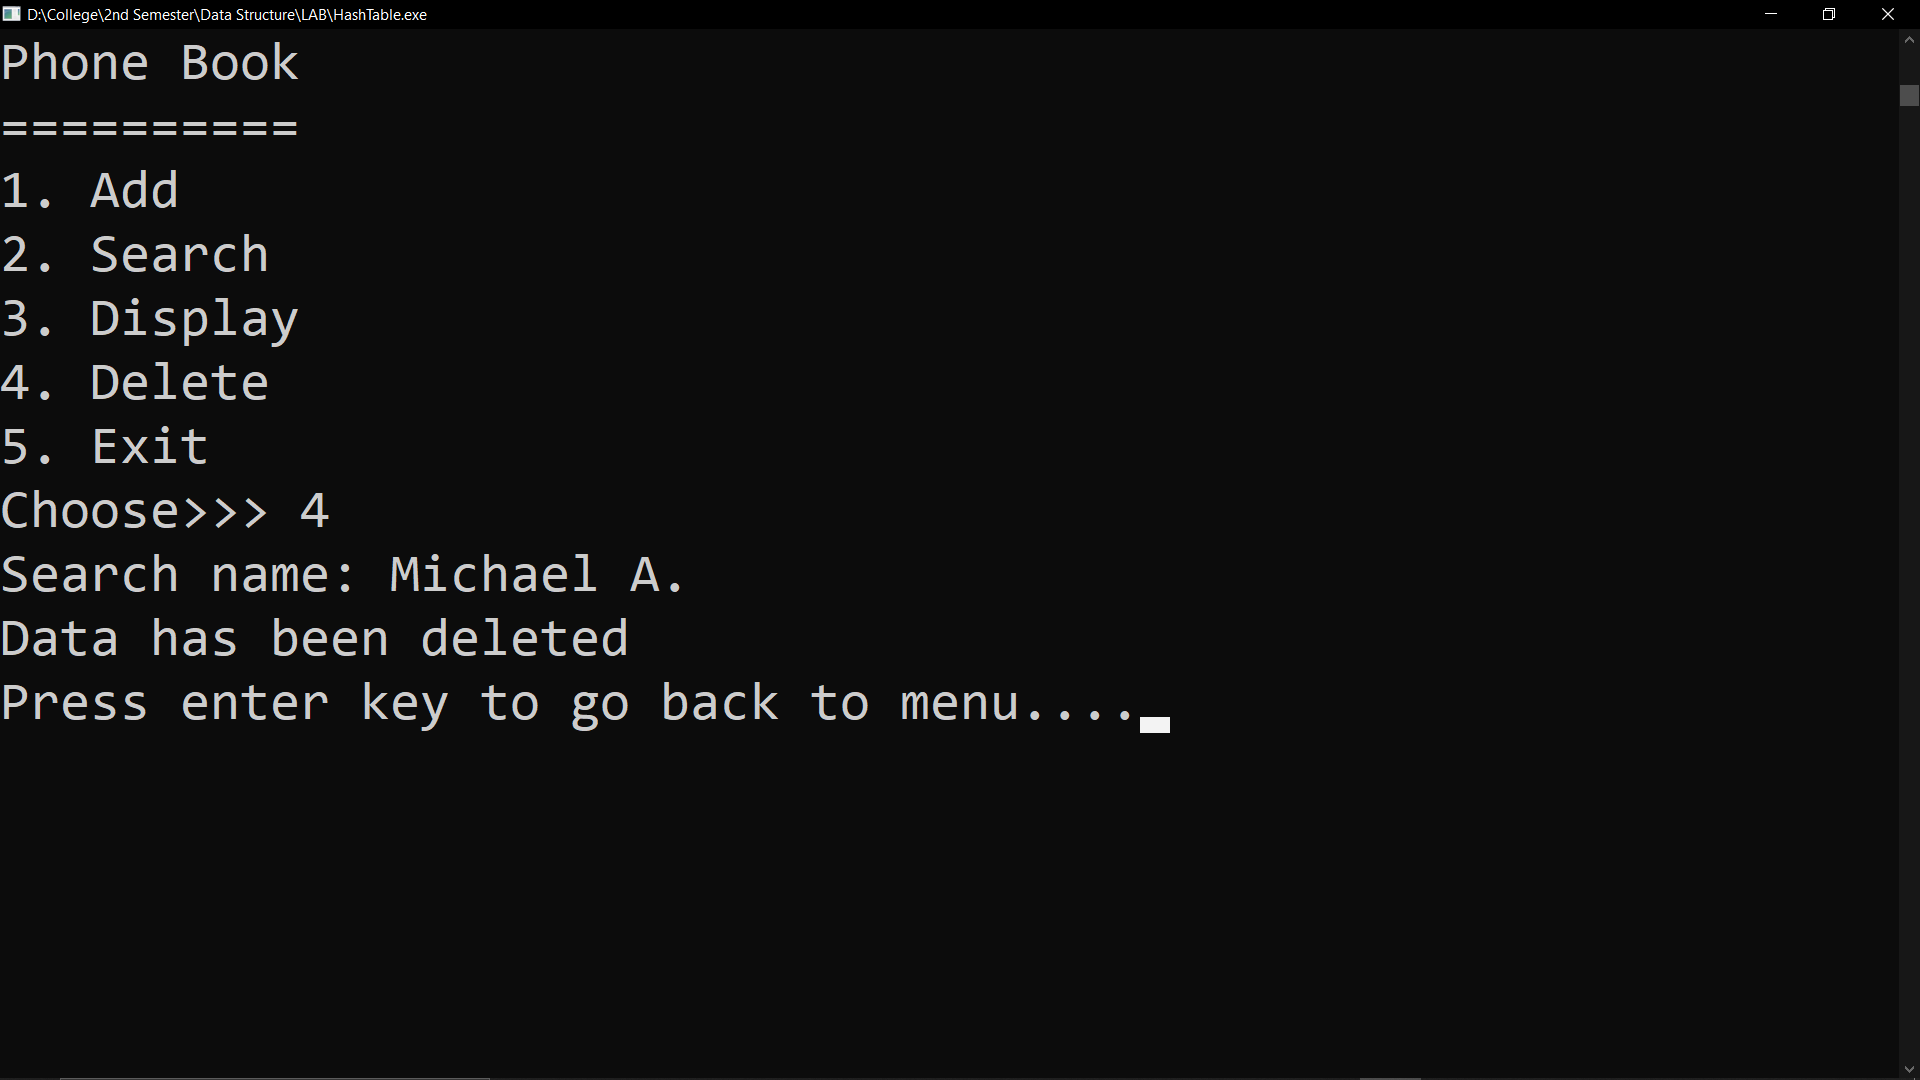 D:\College\2nd Semester\Data Structure\LAB\HashTable.exe
Phone Book
==========
1. Add
2. Search
3. Display
4. Delete
5. Exit
Choose>>> 4
Search name: Michael A.
Data has been deleted
Press enter key to go back to menu....